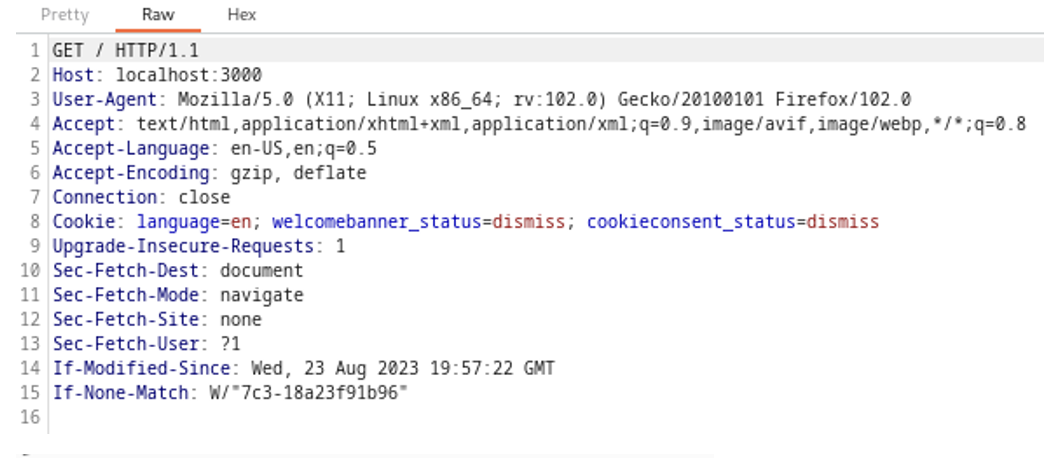 Pretty Raw Hex
1 GET / HTTP/1.1
2 Host: localhost:3000
3 User-Agent: Mozilla/5.0 (X11; Linux x86_64; rv:102.0) Gecko/20100101 Firefox/102.0
4 Accept: text/html,application/xhtml+xml,application/xml;q=0.9,image/avif,image/webp,*/*;q=0.8
5 Accept-Language: en-US,en;q=0.5
6 Accept-Encoding: gzip, deflate
7 Connection: close
8 Cookie: language=en; welcomebanner_status=dismiss; cookieconsent_status=dismiss
9 Upgrade-Insecure-Requests: 1
10 Sec-Fetch-Dest: document
11 Sec-Fetch-Mode: navigate
12 Sec-Fetch-Site: none
13 Sec-Fetch-User: ?1
14 If-Modified-Since: Wed, 23 Aug 2023 19:57:22 GMT
15 If-None-Match: W/"7c3-18a23f91b96"
16